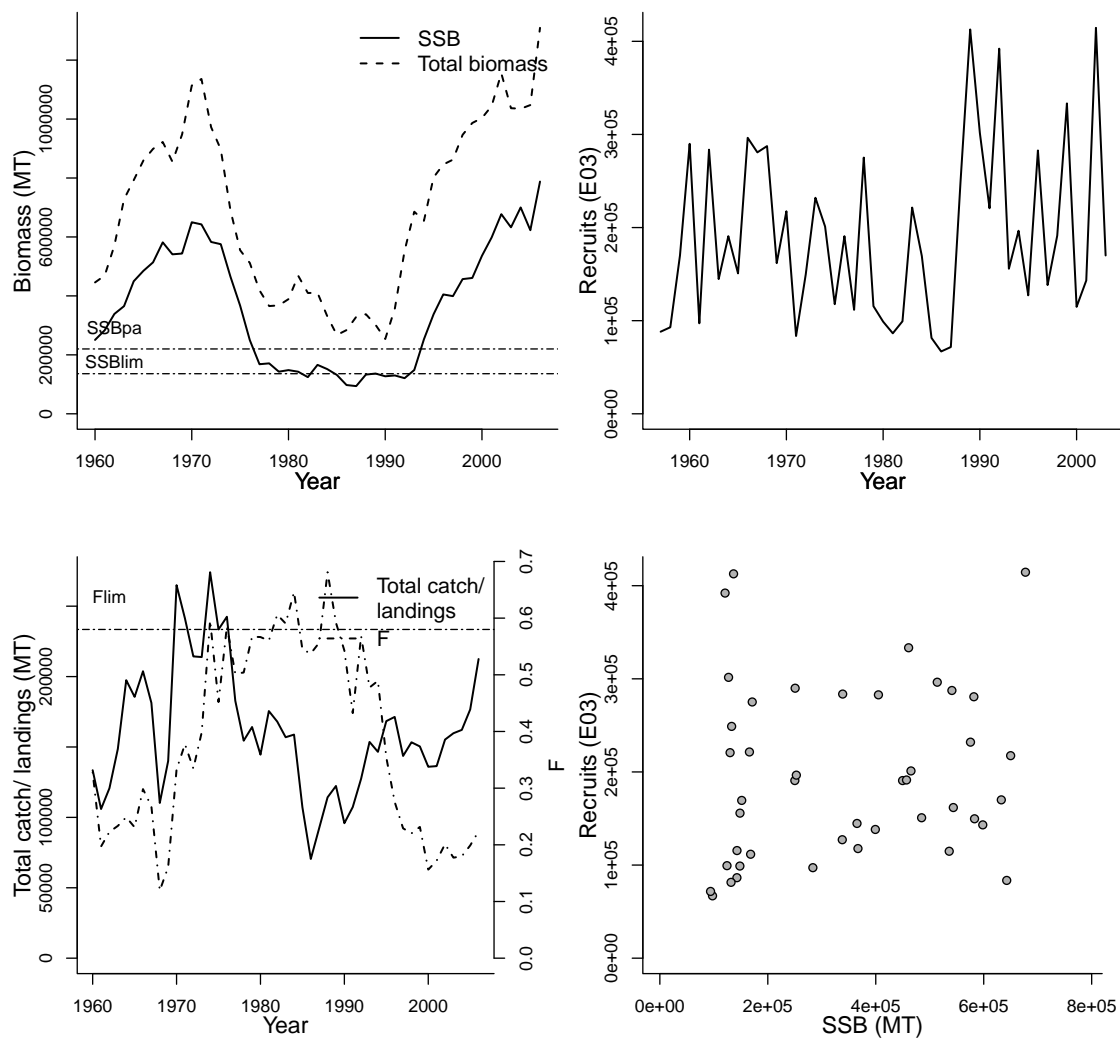 SSB
Total biomass
SSBpa
SSBlim
Biomass (MT)
0
200000
600000
1000000
1960
1970
1980
1990
2000
Year
Recruits (E03)
0e+00
1e+05
2e+05
3e+05
4e+05
1960
1970
1980
1990
2000
Year
Flim
Total catch/
landings
F
Total catch/ landings (MT)
0
50000
100000
200000
F
0.0
0.1
0.2
0.3
0.4
0.5
0.6
0.7
1960
1970
1980
1990
2000
Year
Recruits (E03)
0e+00
1e+05
2e+05
3e+05
4e+05
0e+00
2e+05
4e+05
6e+05
8e+05
SSB (MT)